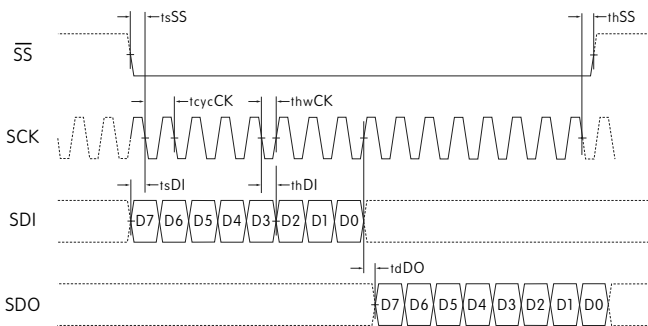 tsSS
thSS
SS
tcycCK
thwCK
SCK
tsDI
thDI
SDI
D7 D6 D5 D4 D3 D2 D1 D0
tdDO
SDO
D7 D6 D5 D4 D3 D2 D1 D0